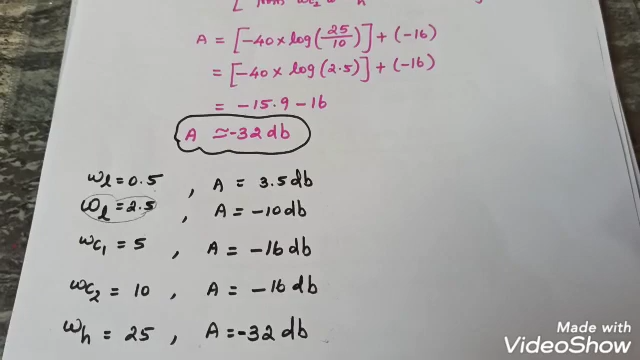 A = [-40 × log(25/10)] + (-16)
= [-40 × log(2.5)] + (-16)
= -15.9 - 16
A ≃ -32 db
ωl = 0.5 , A = 3.5 db
ωl = 2.5 , A = -10db
ωc1 = 5 , A = -16 db
ωc2 = 10 , A = -16 db
ωh = 25 , A = -32 db
Made with
VideoShow